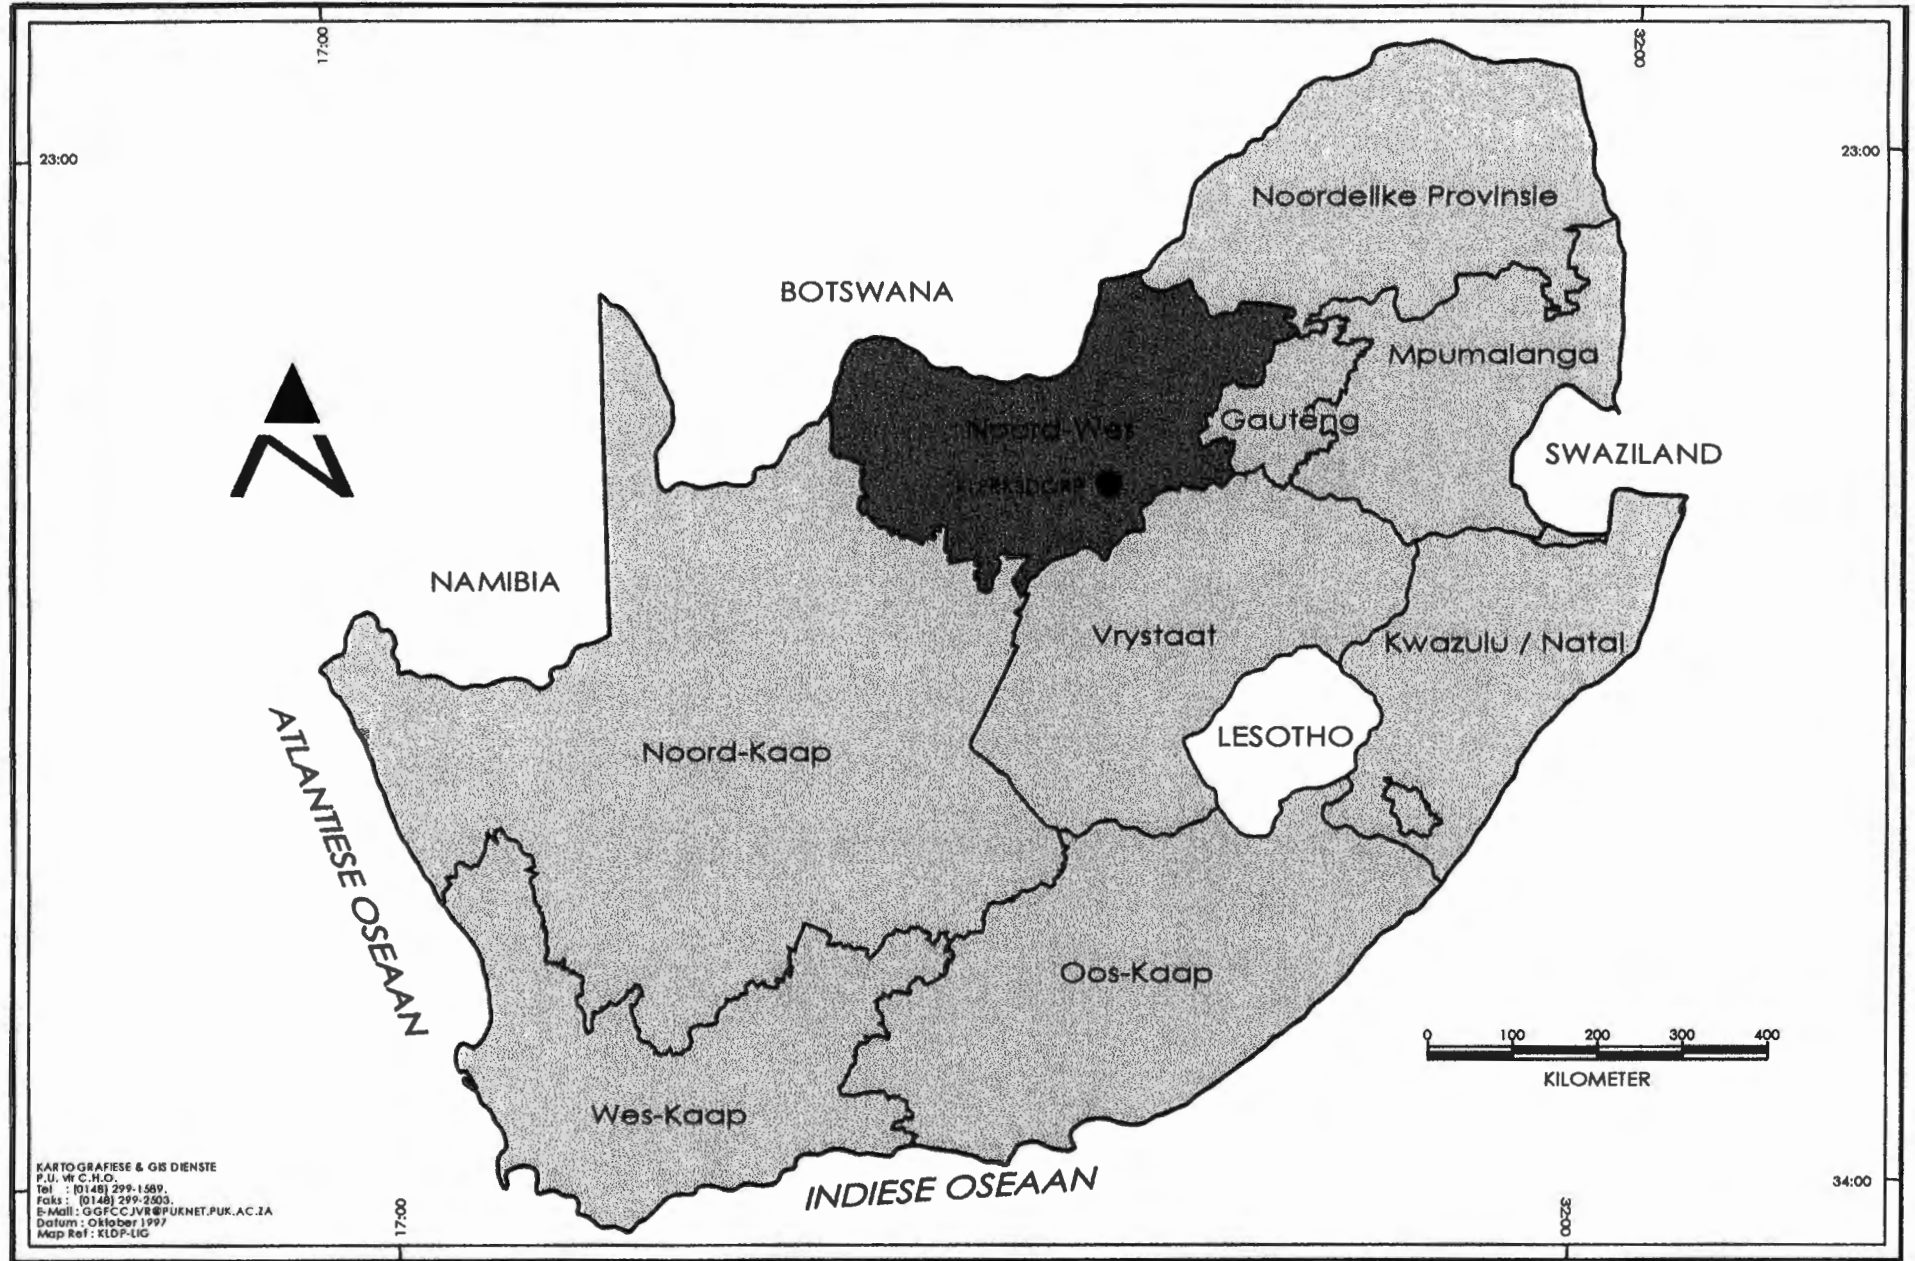 17:00
32:00
23:00
23:00
Noordelike Provinsie
BOTSWANA
Mpumalanga
Gauteng
Noord-Wes
SWAZILAND
KLERKSDORP
NAMIBIA
Vrystaat
Kwazulu / Natal
LESOTHO
Noord-Kaap
ATLANTIESE OSEAAN
Oos-Kaap
0 100 200 300 400
KILOMETER
Wes-Kaap
INDIESE OSEAAN
KARTOGRAFIESE & GIS DIENSTE
P.U. vir C.H.O.
Tel : (0148) 299-1589.
Faks : (0148) 299-2503.
E-Mail : GGFCCJVR@PUKNET.PUK.AC.ZA
Datum : Oktober 1997
Map Ref : KLDP-LIG
34:00
17:00
32:00